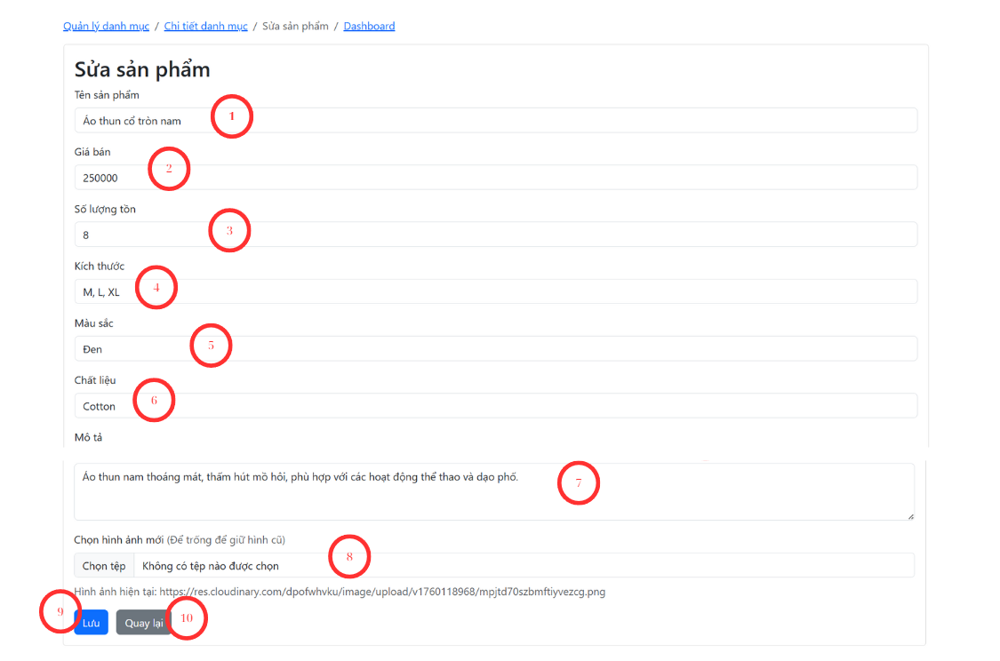 Quản lý danh mục / Chi tiết danh mục / Sửa sản phẩm / Dashboard
Sửa sản phẩm
Tên sản phẩm
Áo thun cổ tròn nam 1
Giá bán
250000 2
Số lượng tồn
8 3
Kích thước
M, L, XL 4
Màu sắc
Đen 5
Chất liệu
Cotton 6
Mô tả
Áo thun nam thoáng mát, thấm hút mồ hôi, phù hợp với các hoạt động thể thao và dạo phố. 7
Chọn hình ảnh mới (Để trống để giữ hình cũ)
Chọn tệp Không có tệp nào được chọn 8
Hình ảnh hiện tại: https://res.cloudinary.com/dpofwhvku/image/upload/v1760118968/mpjtd70szbmftiyvezcg.png
9 Lưu Quay lại 10